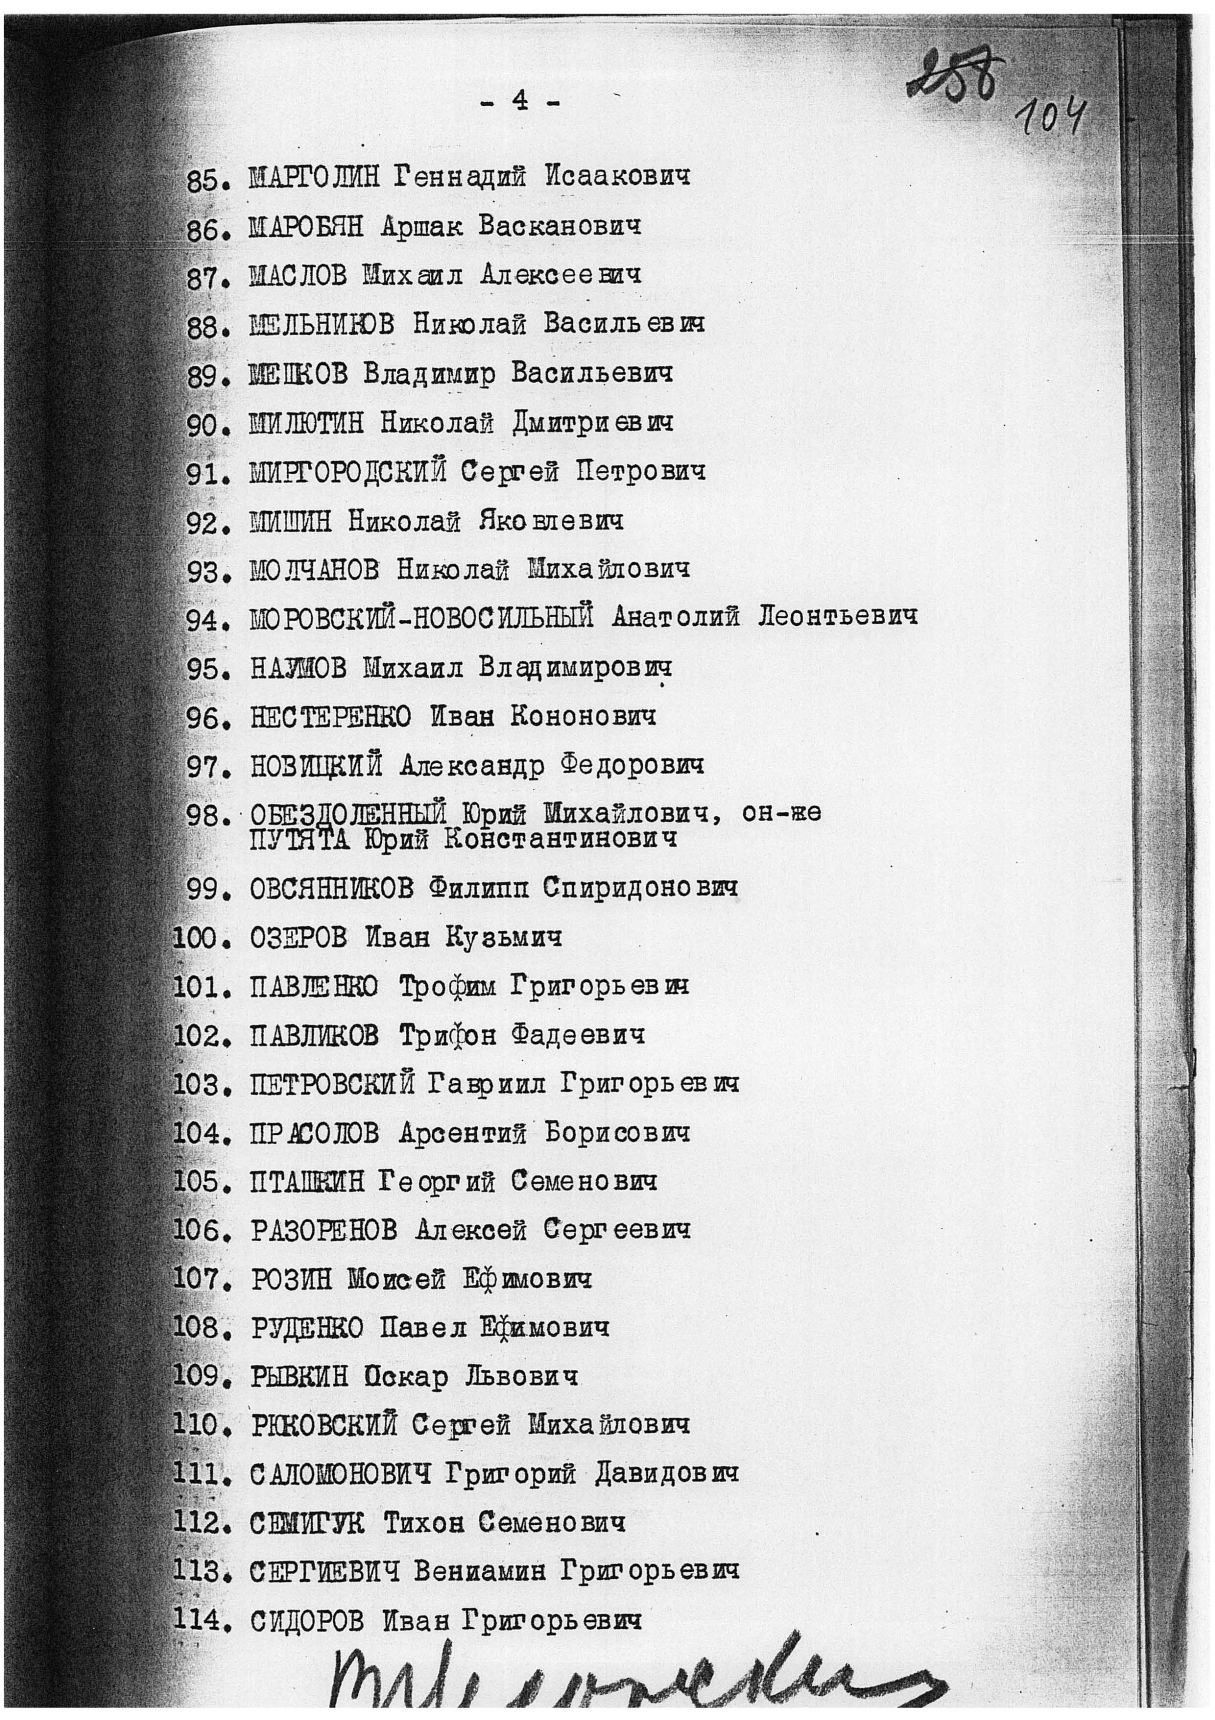 258
104
- 4 -
85. МАРГОЛИН Геннадий Исаакович
86. МАРОБЯН Аршак Васканович
87. МАСЛОВ Михаил Алексеевич
88. МЕЛЬНИКОВ Николай Васильевич
89. МЕШКОВ Владимир Васильевич
90. МИЛЮТИН Николай Дмитриевич
91. МИРГОРОДСКИЙ Сергей Петрович
92. МИШИН Николай Яковлевич
93. МОЛЧАНОВ Николай Михайлович
94. МОРОВСКИЙ-НОВОСИЛЬНЫЙ Анатолий Леонтьевич
95. НАУМОВ Михаил Владимирович
96. НЕСТЕРЕНКО Иван Кононович
97. НОВИЦКИЙ Александр Федорович
98. ОБЕЗДОЛЕННЫЙ Юрий Михайлович, он-же
ПУТЯТА Юрий Константинович
99. ОВСЯННИКОВ Филипп Спиридонович
100. ОЗЕРОВ Иван Кузьмич
101. ПАВЛЕНКО Трофим Григорьевич
102. ПАВЛИКОВ Трифон Фадеевич
103. ПЕТРОВСКИЙ Гавриил Григорьевич
104. ПРАСОЛОВ Арсентий Борисович
105. ПТАШКИН Георгий Семенович
106. РАЗОРЕНОВ Алексей Сергеевич
107. РОЗИН Моисей Ефимович
108. РУДЕНКО Павел Ефимович
109. РЫВКИН Оскар Львович
110. РЮКОВСКИЙ Сергей Михайлович
111. САЛОМОНОВИЧ Григорий Давидович
112. СЕМИГУК Тихон Семенович
113. СЕРГИЕВИЧ Вениамин Григорьевич
114. СИДОРОВ Иван Григорьевич